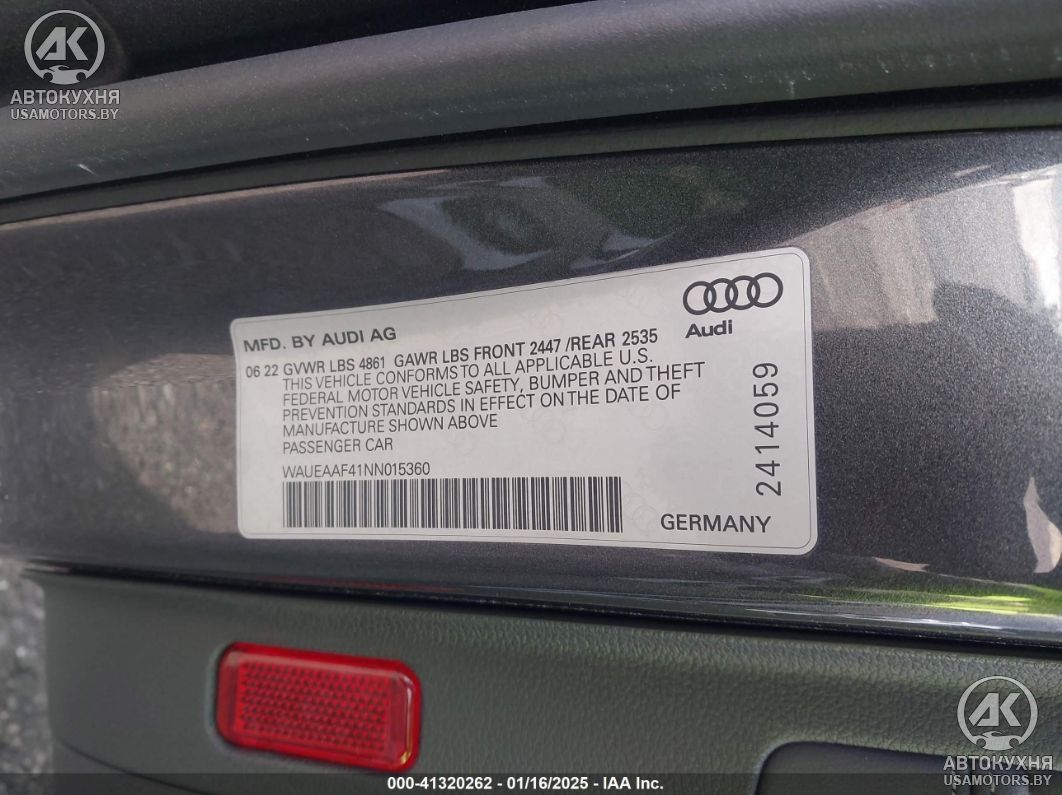 AK
АВТОКУХНЯ
USAMOTORS.BY
MFD. BY AUDI AG
Audi
06 22 GVWR LBS 4861 GAWR LBS FRONT 2447 /REAR 2535
THIS VEHICLE CONFORMS TO ALL APPLICABLE U.S.
FEDERAL MOTOR VEHICLE SAFETY, BUMPER AND THEFT
PREVENTION STANDARDS IN EFFECT ON THE DATE OF
MANUFACTURE SHOWN ABOVE
PASSENGER CAR
WAUEAAF41NN015360
GERMANY
2414059
AK
АВТОКУХНЯ
USAMOTORS.BY
000-41320262 - 01/16/2025 - IAA Inc.